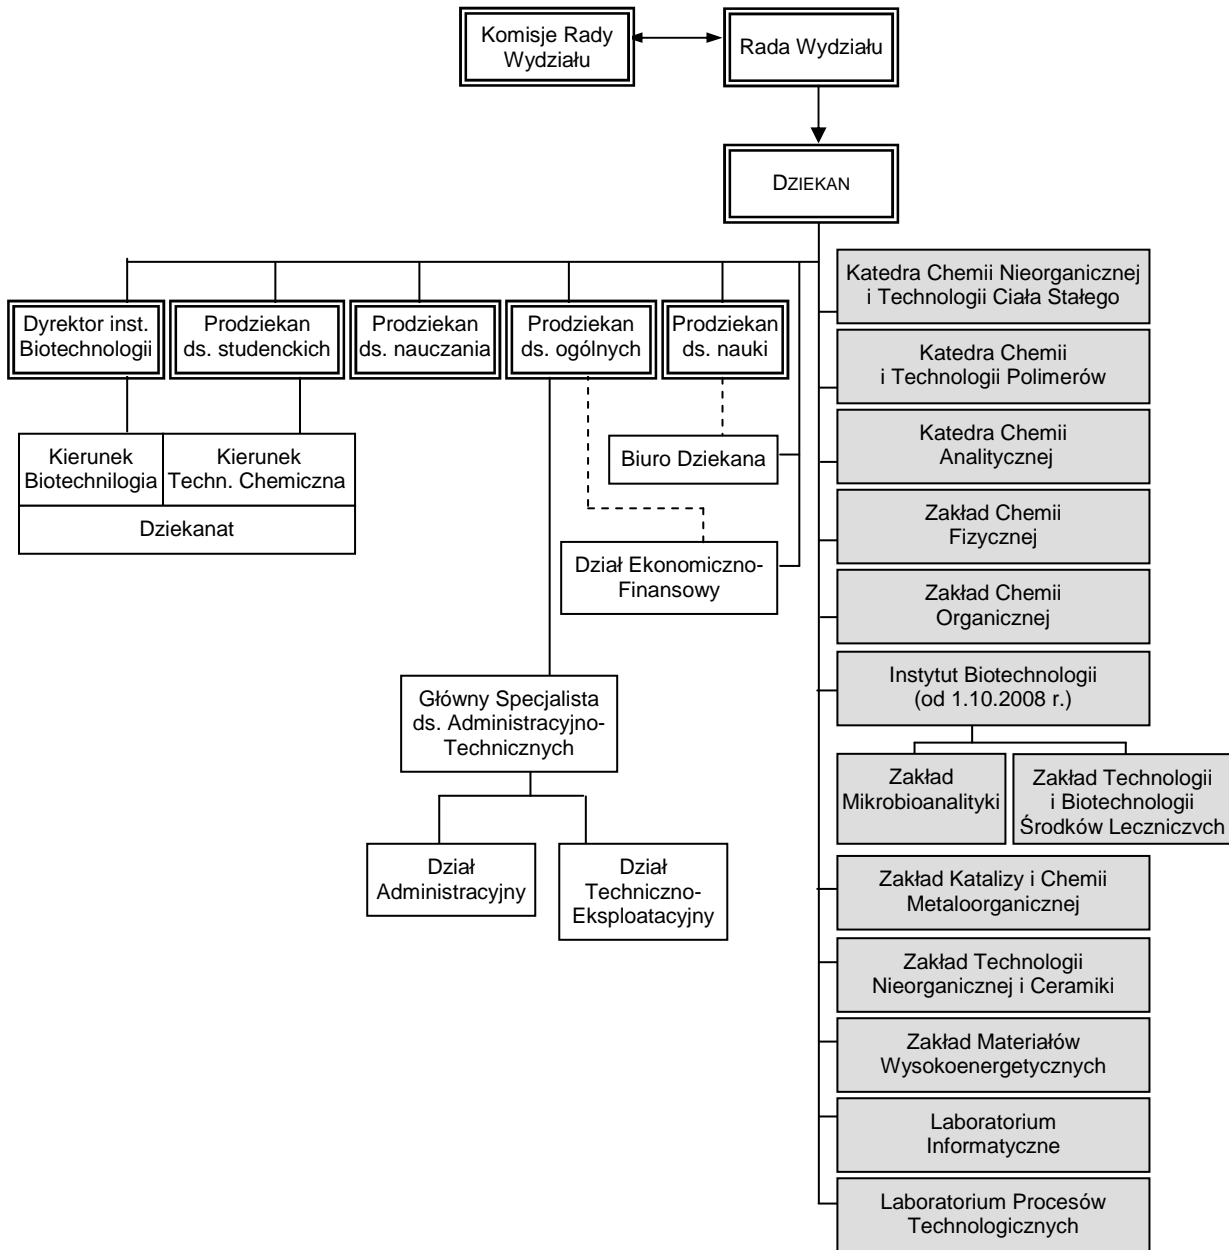 Komisje Rady
Wydziału
Rada Wydziału
DZIEKAN
Dyrektor inst.
Biotechnologii
Prodziekan
ds. studenckich
Prodziekan
ds. nauczania
Prodziekan
ds. ogólnych
Prodziekan
ds. nauki
Kierunek
Biotechnilogia
Kierunek
Techn. Chemiczna
Dziekanat
Biuro Dziekana
Dział Ekonomiczno-
Finansowy
Główny Specjalista
ds. Administracyjno-
Technicznych
Dział
Administracyjny
Dział
Techniczno-
Eksploatacyjny
Katedra Chemii Nieorganicznej
i Technologii Ciała Stałego
Katedra Chemii
i Technologii Polimerów
Katedra Chemii
Analitycznej
Zakład Chemii
Fizycznej
Zakład Chemii
Organicznej
Instytut Biotechnologii
(od 1.10.2008 r.)
Zakład
Mikrobioanalityki
Zakład Technologii
i Biotechnologii
Środków Leczniczych
Zakład Katalizy i Chemii
Metaloorganicznej
Zakład Technologii
Nieorganicznej i Ceramiki
Zakład Materiałów
Wysokoenergetycznych
Laboratorium
Informatyczne
Laboratorium Procesów
Technologicznych